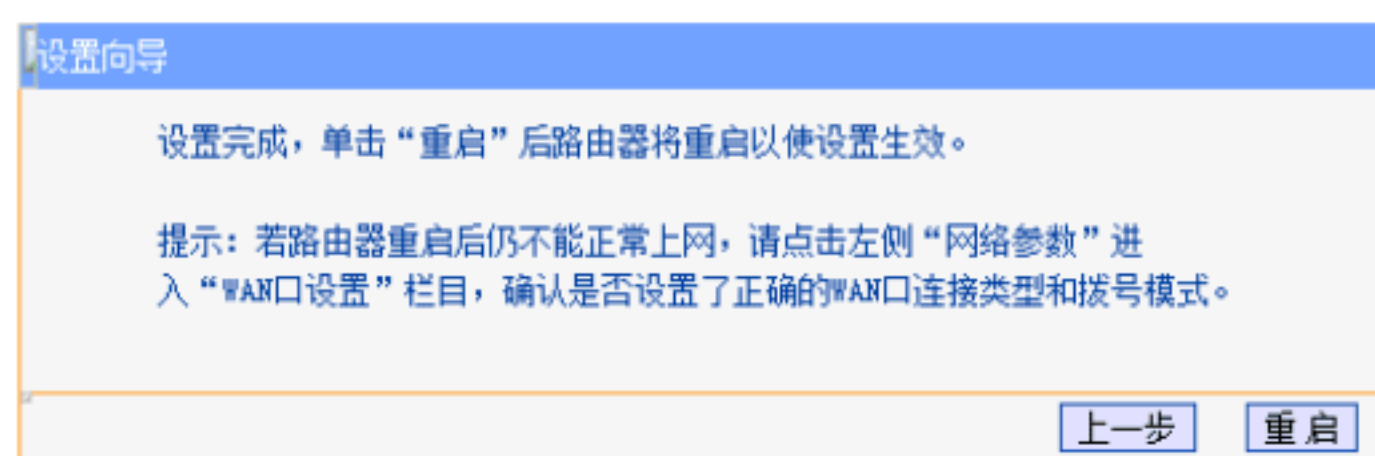 设置向导
设置完成，单击“重启”后路由器将重启以使设置生效。
提示：若路由器重启后仍不能正常上网，请点击左侧“网络参数”进
入“WAN口设置”栏目，确认是否设置了正确的WAN口连接类型和拨号模式。
上一步 重启